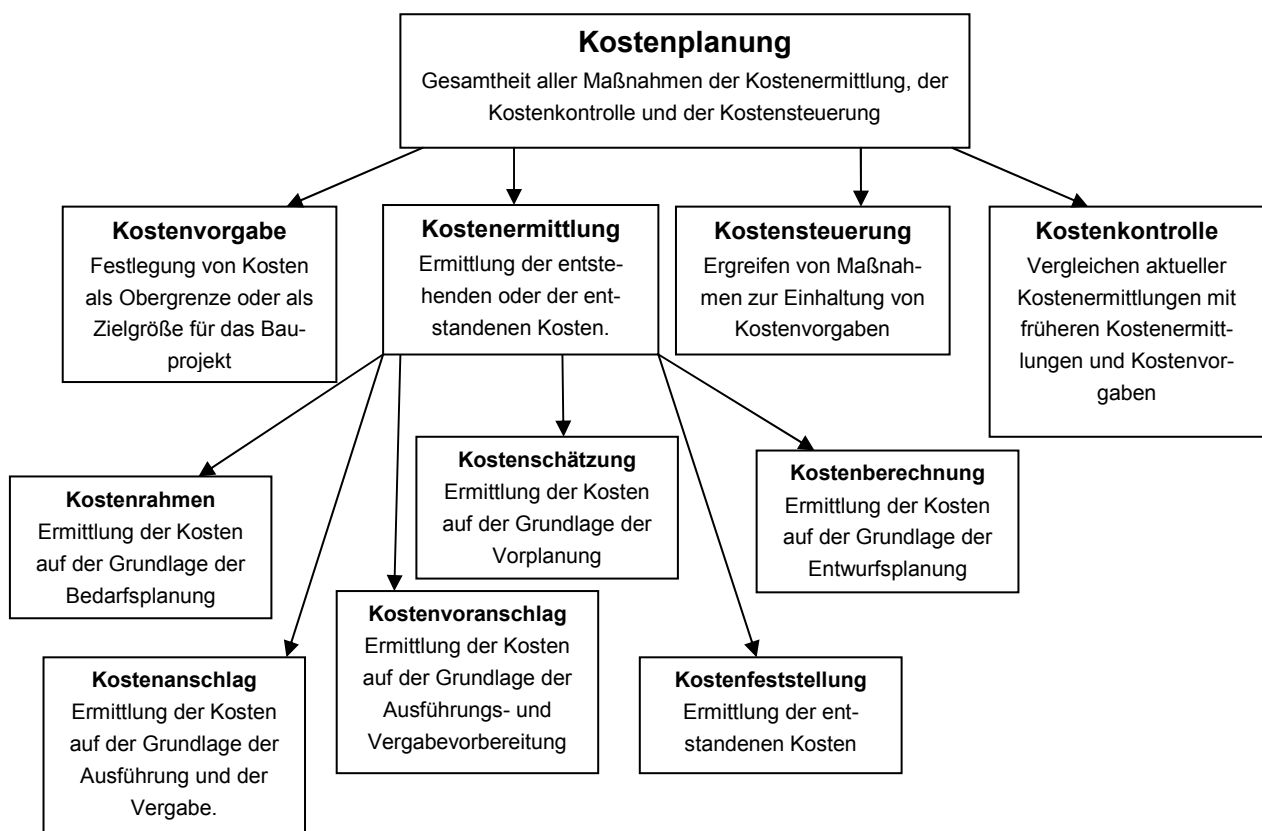 Kostenplanung
Gesamtheit aller Maßnahmen der Kostenermittlung, der
Kostenkontrolle und der Kostensteuerung
Kostenvorgabe
Festlegung von Kosten
als Obergrenze oder als
Zielgröße für das Bau-
projekt
Kostenermittlung
Ermittlung der entste-
henden oder der ent-
standenen Kosten.
Kostensteuerung
Ergreifen von Maßnah-
men zur Einhaltung von
Kostenvorgaben
Kostenkontrolle
Vergleichen aktueller
Kostenermittlungen mit
früheren Kostenermitt-
lungen und Kostenvor-
gaben
Kostenrahmen
Ermittlung der Kosten
auf der Grundlage der
Bedarfsplanung
Kostenschätzung
Ermittlung der Kosten
auf der Grundlage der
Vorplanung
Kostenberechnung
Ermittlung der Kosten
auf der Grundlage der
Entwurfsplanung
Kostenanschlag
Ermittlung der Kosten
auf der Grundlage der
Ausführung und der
Vergabe.
Kostenvoranschlag
Ermittlung der Kosten
auf der Grundlage der
Ausführungs- und
Vergabevorbereitung
Kostenfeststellung
Ermittlung der ent-
standenen Kosten